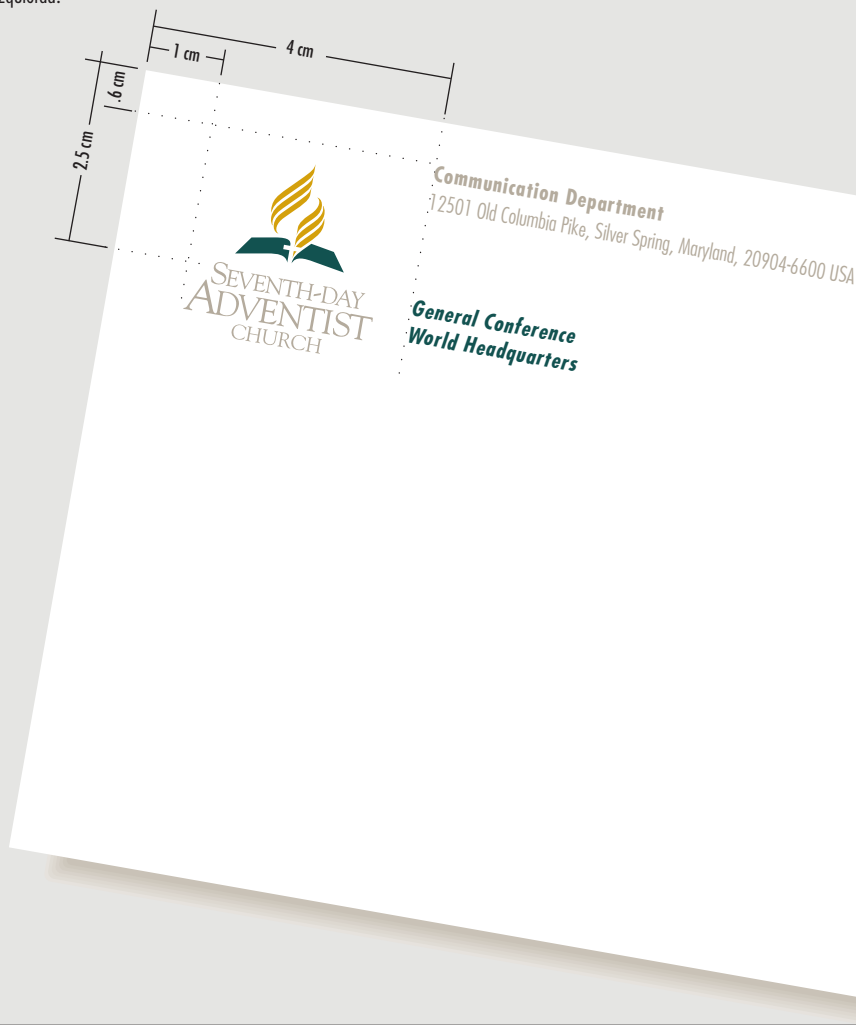 4 cm
1 cm
.6 cm
2.5 cm
Communication Department
12501 Old Columbia Pike, Silver Spring, Maryland, 20904-6600 USA
SEVENTH-DAY
ADVENTIST
CHURCH
General Conference
World Headquarters